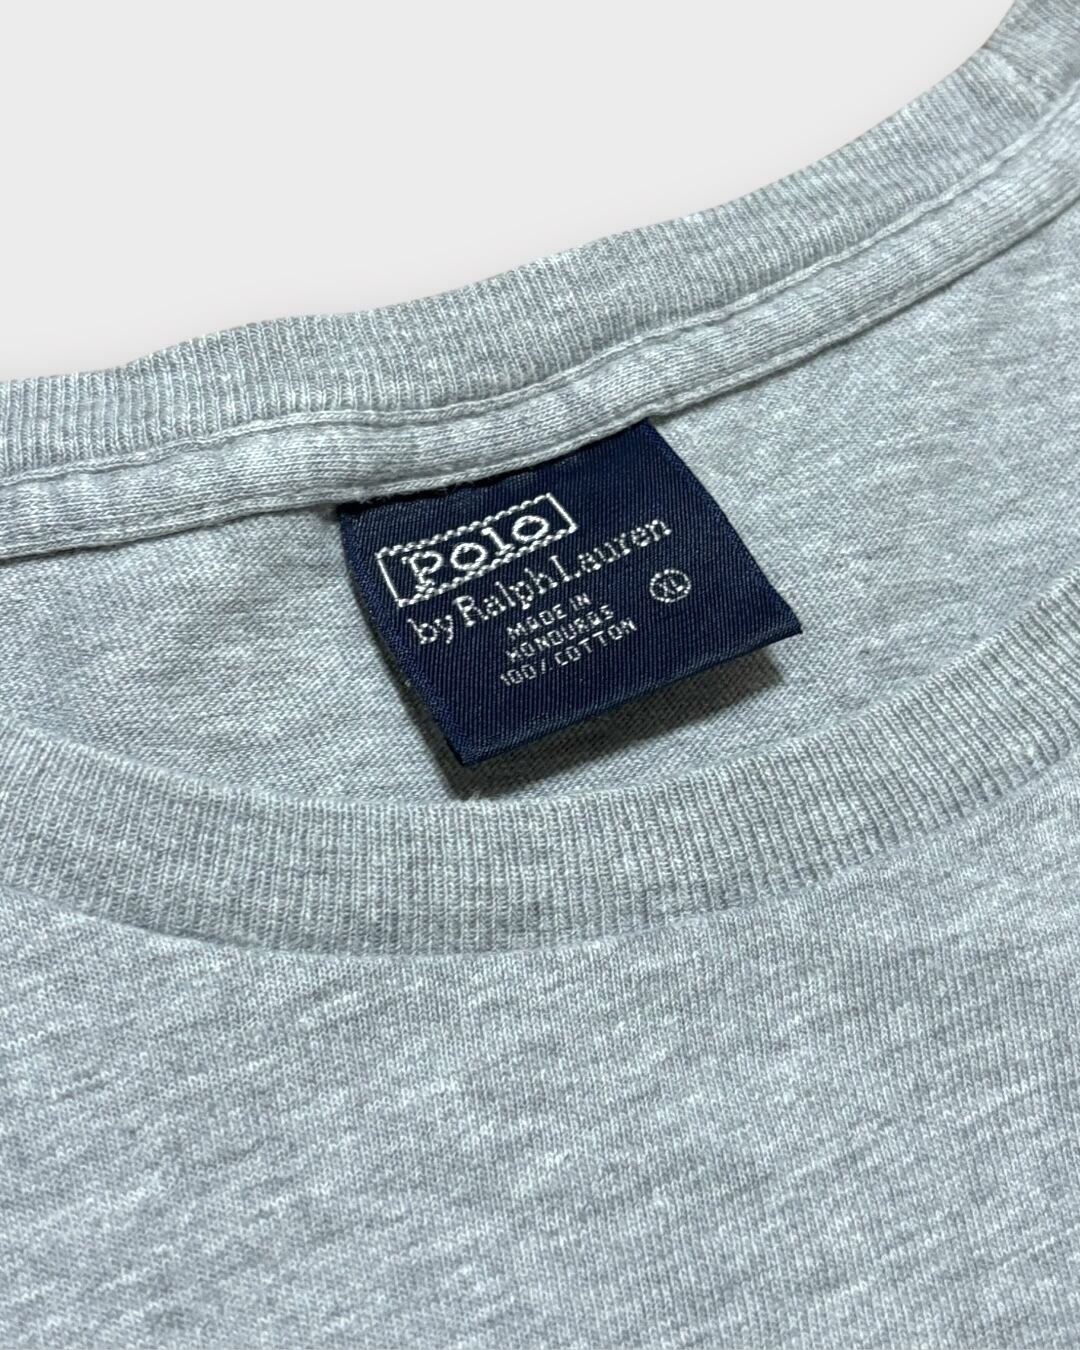 Polo
by Ralph Lauren
MADE IN
HONDURAS
100% COTTON
XL